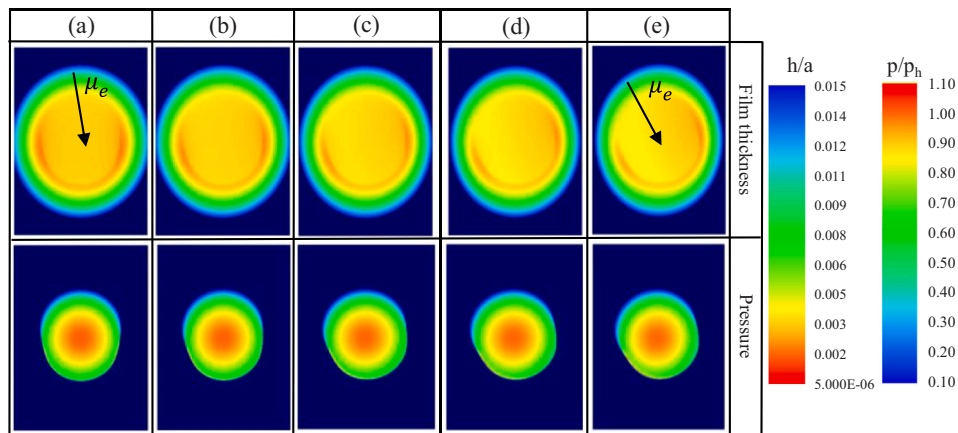 (a) (b) (c) (d) (e)
μe
μe
Film thickness
Pressure
h/a
0.015
0.014
0.012
0.011
0.009
0.008
0.006
0.005
0.003
0.002
5.000E-06
p/ph
1.10
1.00
0.90
0.80
0.70
0.60
0.50
0.40
0.30
0.20
0.10